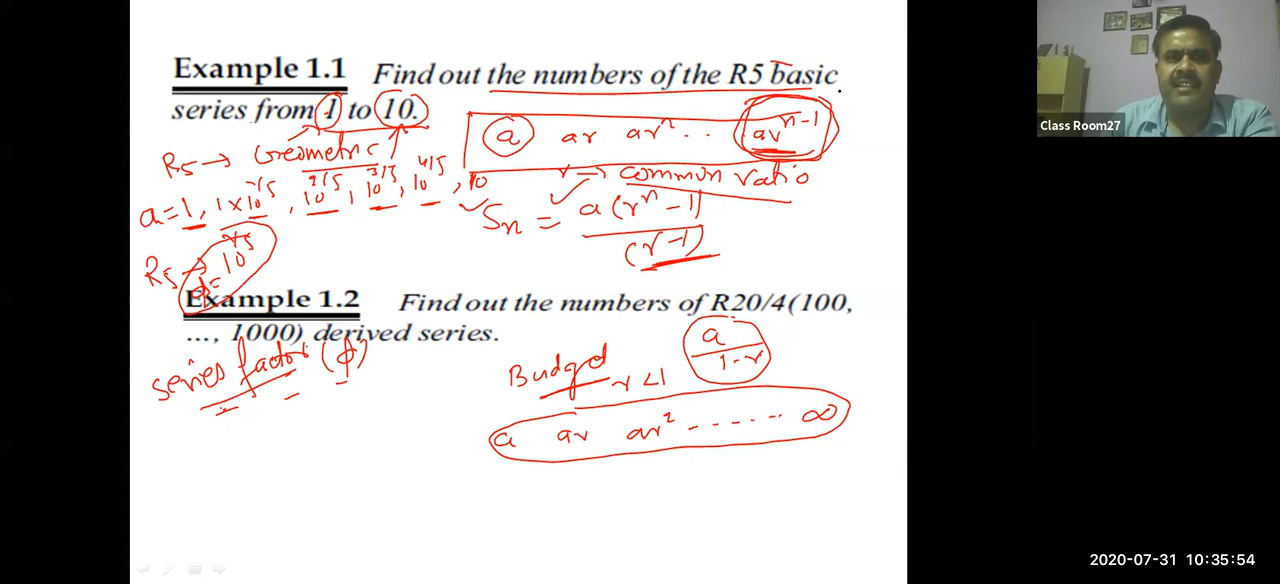 Example 1.1 Find out the numbers of the R5 basic
series from 1 to 10.
a ar ar² .. arⁿ⁻¹
R5 → Geometric
r ⇒ common ratio
a=1, 1×10^1/5, 10^2/5, 10^3/5, 10^4/5, 10
Sn = a(rⁿ-1)/(r-1)
R5 → φ= 10^1/5
Example 1.2 Find out the numbers of R20/4(100,
..., 1000) derived series.
series factor (φ)
Budget r<1 a/1-r
a ar ar² ....... ∞
Class Room27
2020-07-31 10:35:54